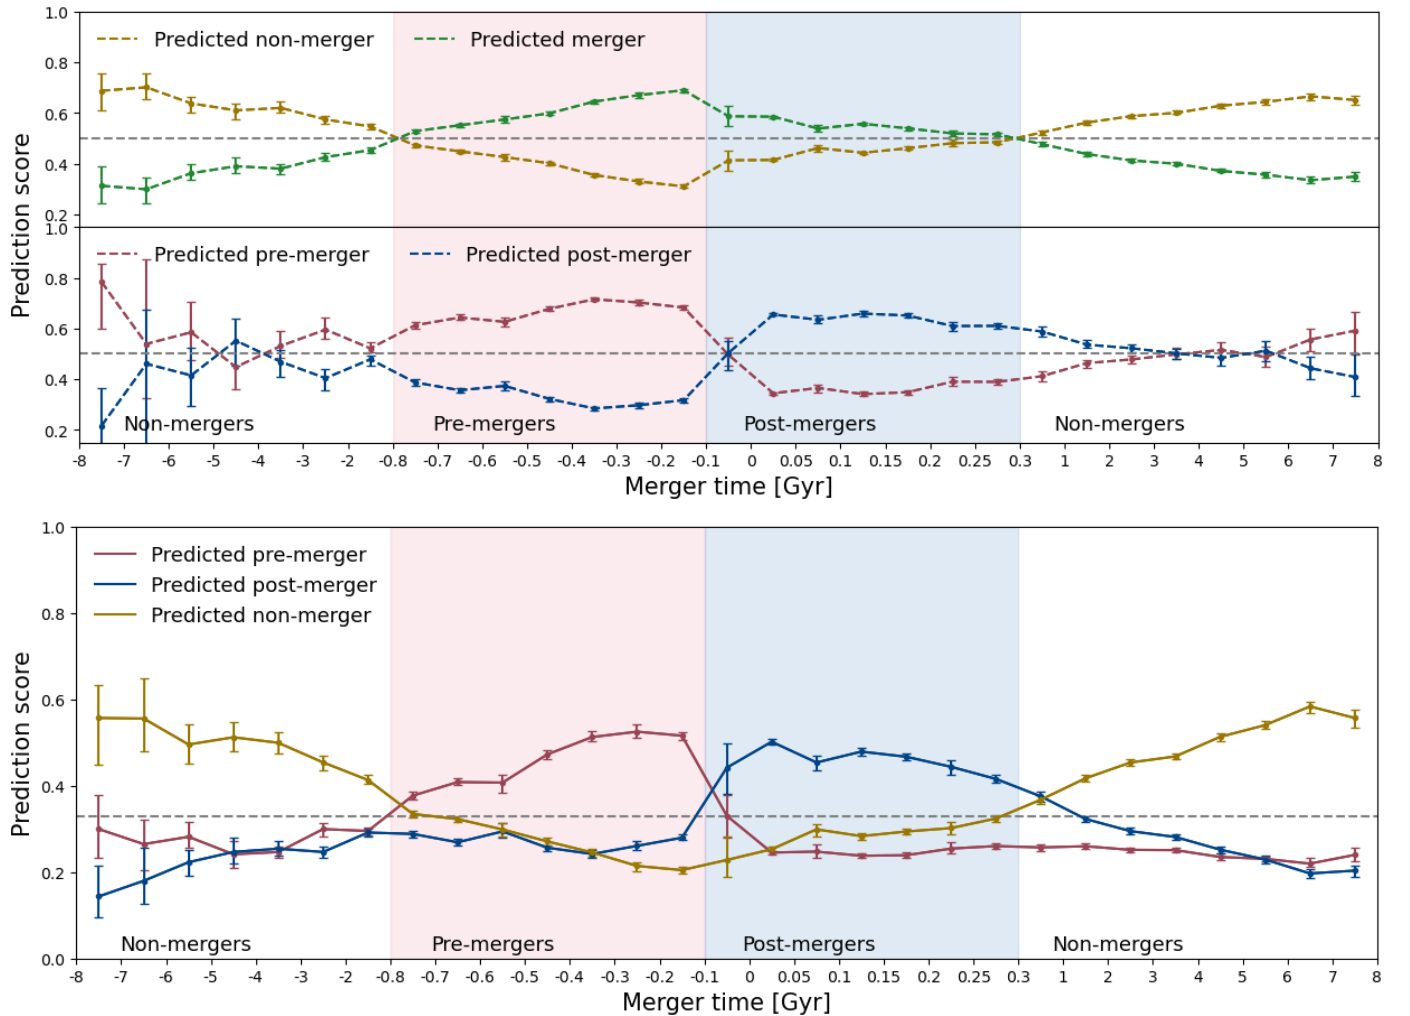 1.0
Predicted non-merger Predicted merger
0.8
0.6
0.4
0.2
Prediction score
Predicted pre-merger Predicted post-merger
0.8
0.6
0.4
0.2
Non-mergers Pre-mergers Post-mergers Non-mergers
-8 -7 -6 -5 -4 -3 -2 -0.8 -0.7 -0.6 -0.5 -0.4 -0.3 -0.2 -0.1 0 0.05 0.1 0.15 0.2 0.25 0.3 1 2 3 4 5 6 7 8
Merger time [Gyr]
1.0
Predicted pre-merger
Predicted post-merger
Predicted non-merger
0.8
0.6
0.4
0.2
0.0
Prediction score
Non-mergers Pre-mergers Post-mergers Non-mergers
-8 -7 -6 -5 -4 -3 -2 -0.8 -0.7 -0.6 -0.5 -0.4 -0.3 -0.2 -0.1 0 0.05 0.1 0.15 0.2 0.25 0.3 1 2 3 4 5 6 7 8
Merger time [Gyr]